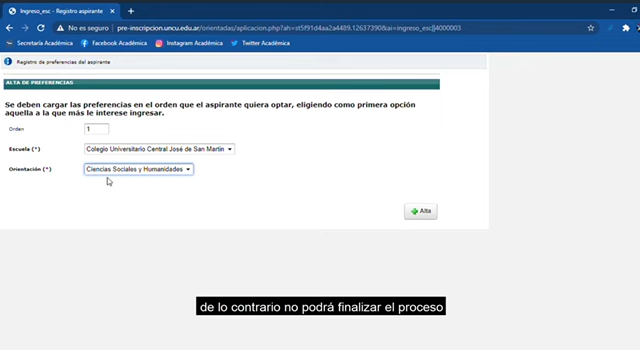 Ingreso_esc - Registro aspirante
No es seguro | pre-inscripcion.uncu.edu.ar/orientadas/aplicacion.php?ah=st5f91d4aa2a4489.12637390&ai=ingreso_esc||4000003
Secretaría Académica Facebook Académica Instagram Académica Twitter Académica
Registro de preferencias del aspirante
ALTA DE PREFERENCIAS
Se deben cargar las preferencias en el orden que el aspirante quiera optar, eligiendo como primera opción
aquella a la que más le interese ingresar.
Orden 1
Escuela (*) Colegio Universitario Central José de San Martín
Orientación (*) Ciencias Sociales y Humanidades
Alta
de lo contrario no podrá finalizar el proceso